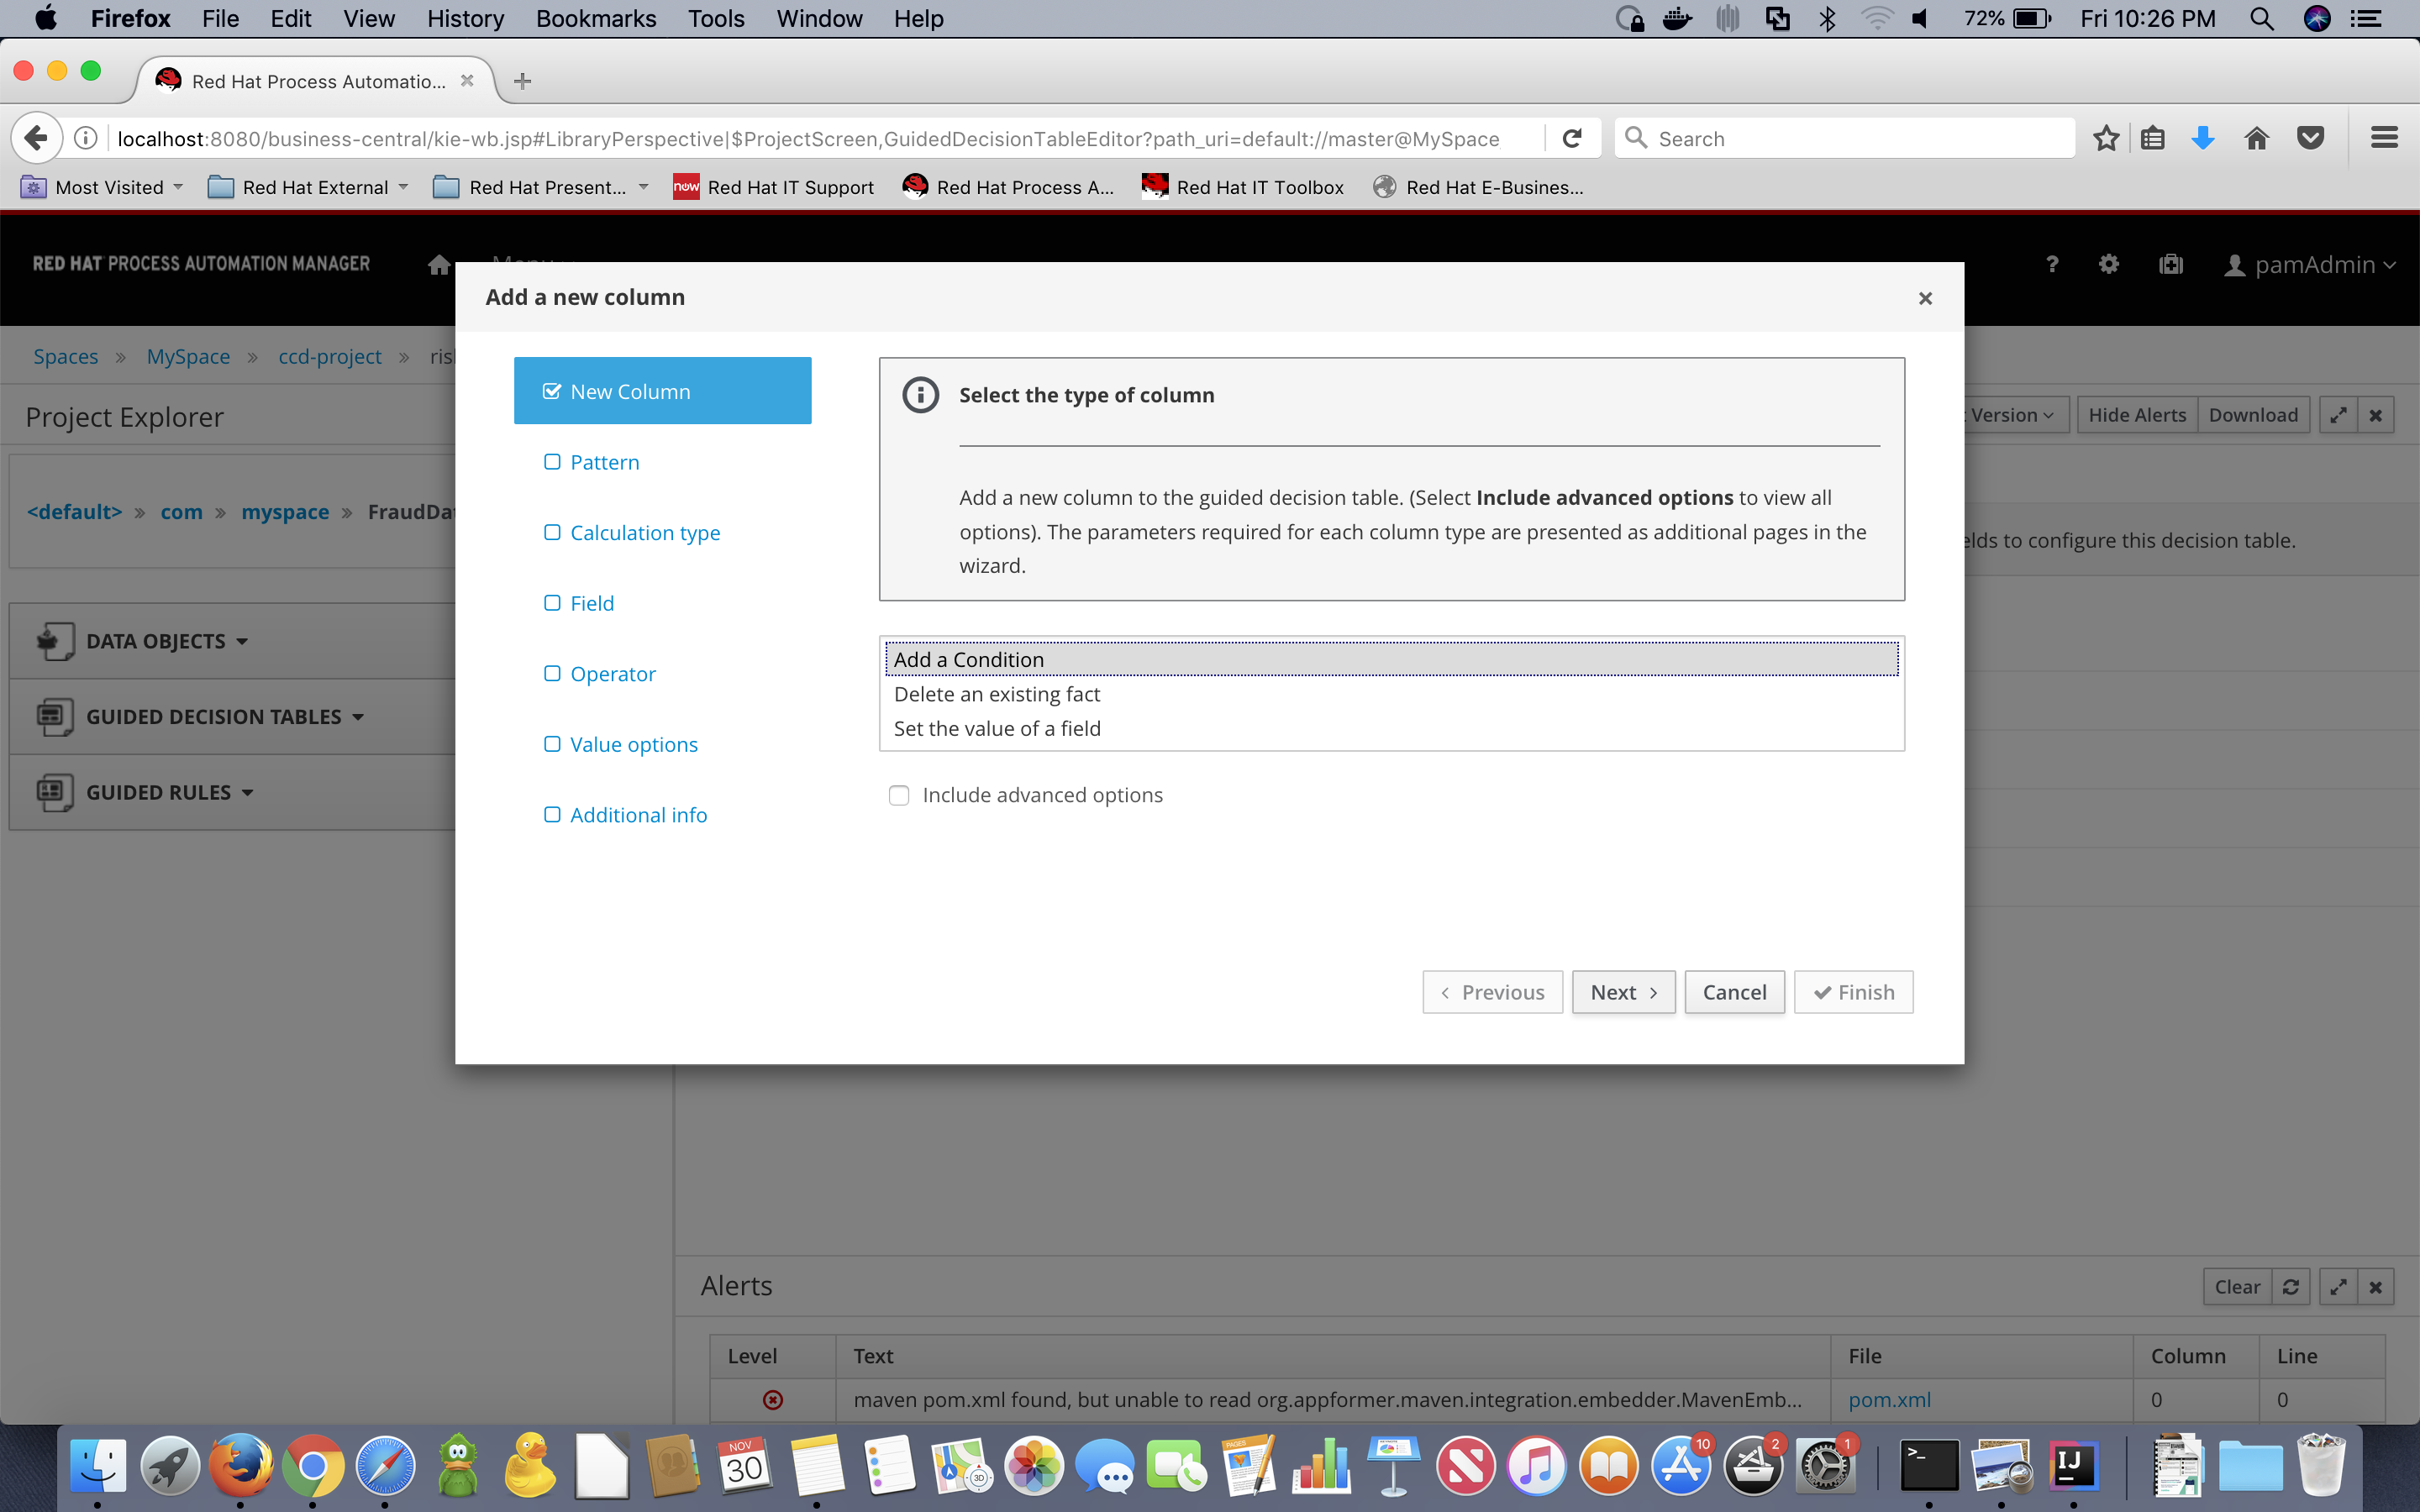 Firefox File Edit View History Bookmarks Tools Window Help 72% Fri 10:26 PM
Red Hat Process Automatio...
localhost:8080/business-central/kie-wb.jsp#LibraryPerspective|$ProjectScreen,GuidedDecisionTableEditor?path_uri=default://master@MySpace
Search
Most Visited Red Hat External Red Hat Present... now Red Hat IT Support Red Hat Process A... Red Hat IT Toolbox Red Hat E-Busines...
RED HAT PROCESS AUTOMATION MANAGER
? pamAdmin
Add a new column
Spaces » MySpace » ccd-project »
Project Explorer
Version Hide Alerts Download
<default> » com » myspace »
to configure this decision table.
DATA OBJECTS
GUIDED DECISION TABLES
GUIDED RULES
New Column
Pattern
Calculation type
Field
Operator
Value options
Additional info
Select the type of column
Add a new column to the guided decision table. (Select Include advanced options to view all
options). The parameters required for each column type are presented as additional pages in the
wizard.
Add a Condition
Delete an existing fact
Set the value of a field
Include advanced options
Previous Next Cancel Finish
Alerts
Clear
Level Text File Column Line
maven pom.xml found, but unable to read org.appformer.maven.integration.embedder.MavenEmb... pom.xml 0 0
NOV
30
3D
PAGES
10
2
1
>_
IJ